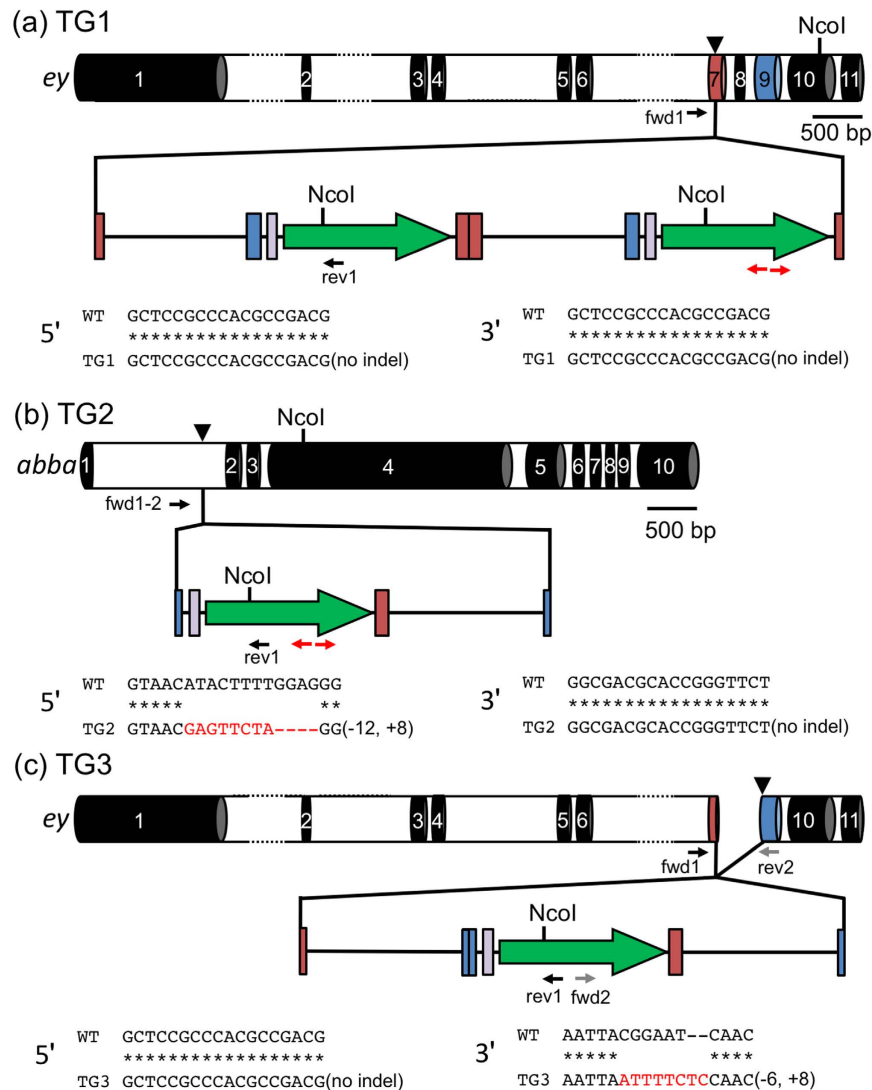 (a) TG1
NcoI
ey 1 2 3 4 5 6 7 8 9 10 11
fwd1
500 bp
NcoI NcoI
rev1
5'
WT GCTCCGCCCACGCCGACG
******************
TG1 GCTCCGCCCACGCCGACG(no indel)
3'
WT GCTCCGCCCACGCCGACG
******************
TG1 GCTCCGCCCACGCCGACG(no indel)
(b) TG2
NcoI
abba 1 2 3 4 5 6 7 8 9 10
fwd1-2
500 bp
NcoI
rev1
5'
WT GTAACATACTTTTGGAGGG
***** **
TG2 GTAACGAGTTCTA----GG(-12, +8)
3'
WT GGCGACGCACCGGGTTCT
******************
TG2 GGCGACGCACCGGGTTCT(no indel)
(c) TG3
ey 1 2 3 4 5 6 10 11
fwd1 rev2
NcoI
rev1 fwd2
5'
WT GCTCCGCCCACGCCGACG
******************
TG3 GCTCCGCCCACGCCGACG(no indel)
3'
WT AATTACGGAAT--CAAC
***** ****
TG3 AATTAATTTTCTCCAAC(-6, +8)